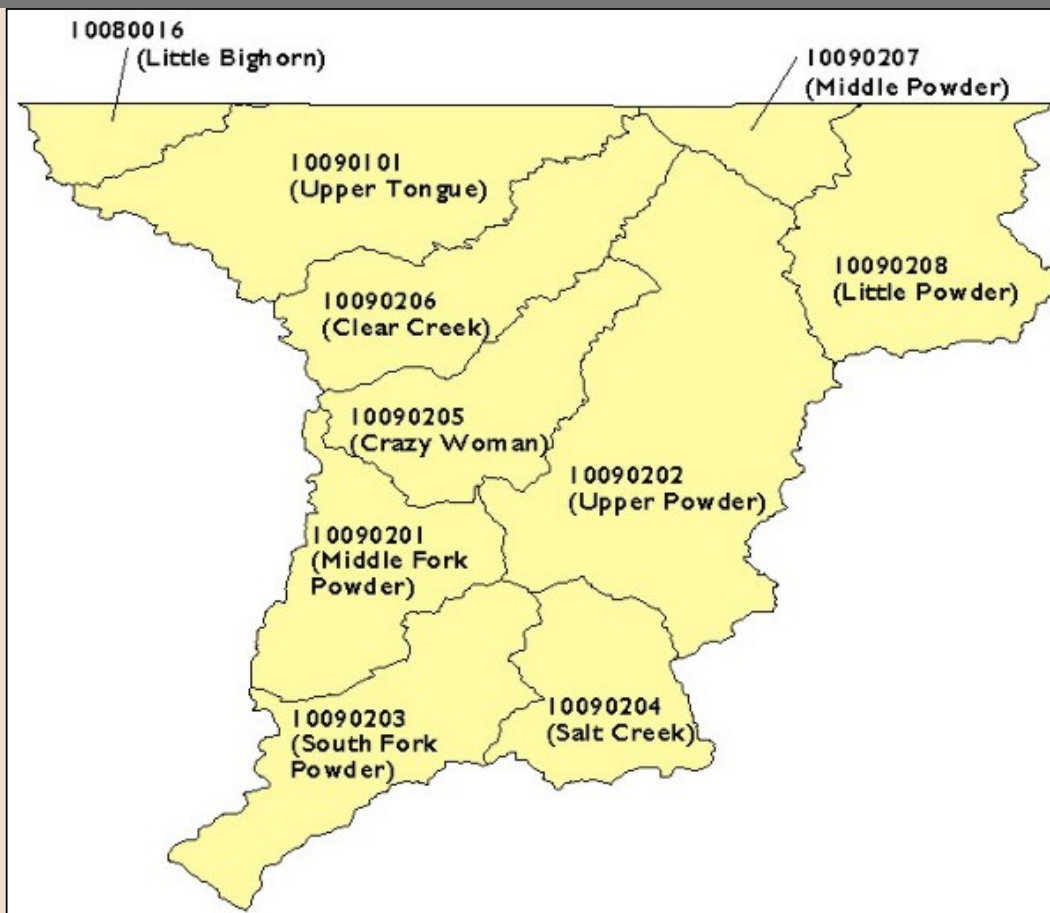 10080016
(Little Bighorn)
10090207
(Middle Powder)
10090101
(Upper Tongue)
10090208
(Little Powder)
10090206
(Clear Creek)
10090205
(Crazy Woman)
10090202
(Upper Powder)
10090201
(Middle Fork
Powder)
10090203
(South Fork
Powder)
10090204
(Salt Creek)